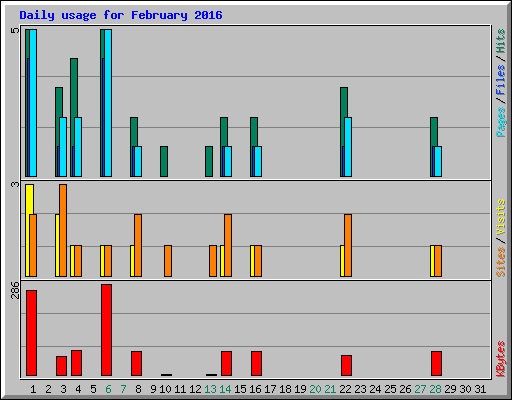 Daily usage for February 2016
5
Pages / Files / Hits
3
Sites / Visits
286
KBytes
1 2 3 4 5 6 7 8 9 10 11 12 13 14 15 16 17 18 19 20 21 22 23 24 25 26 27 28 29 30 31